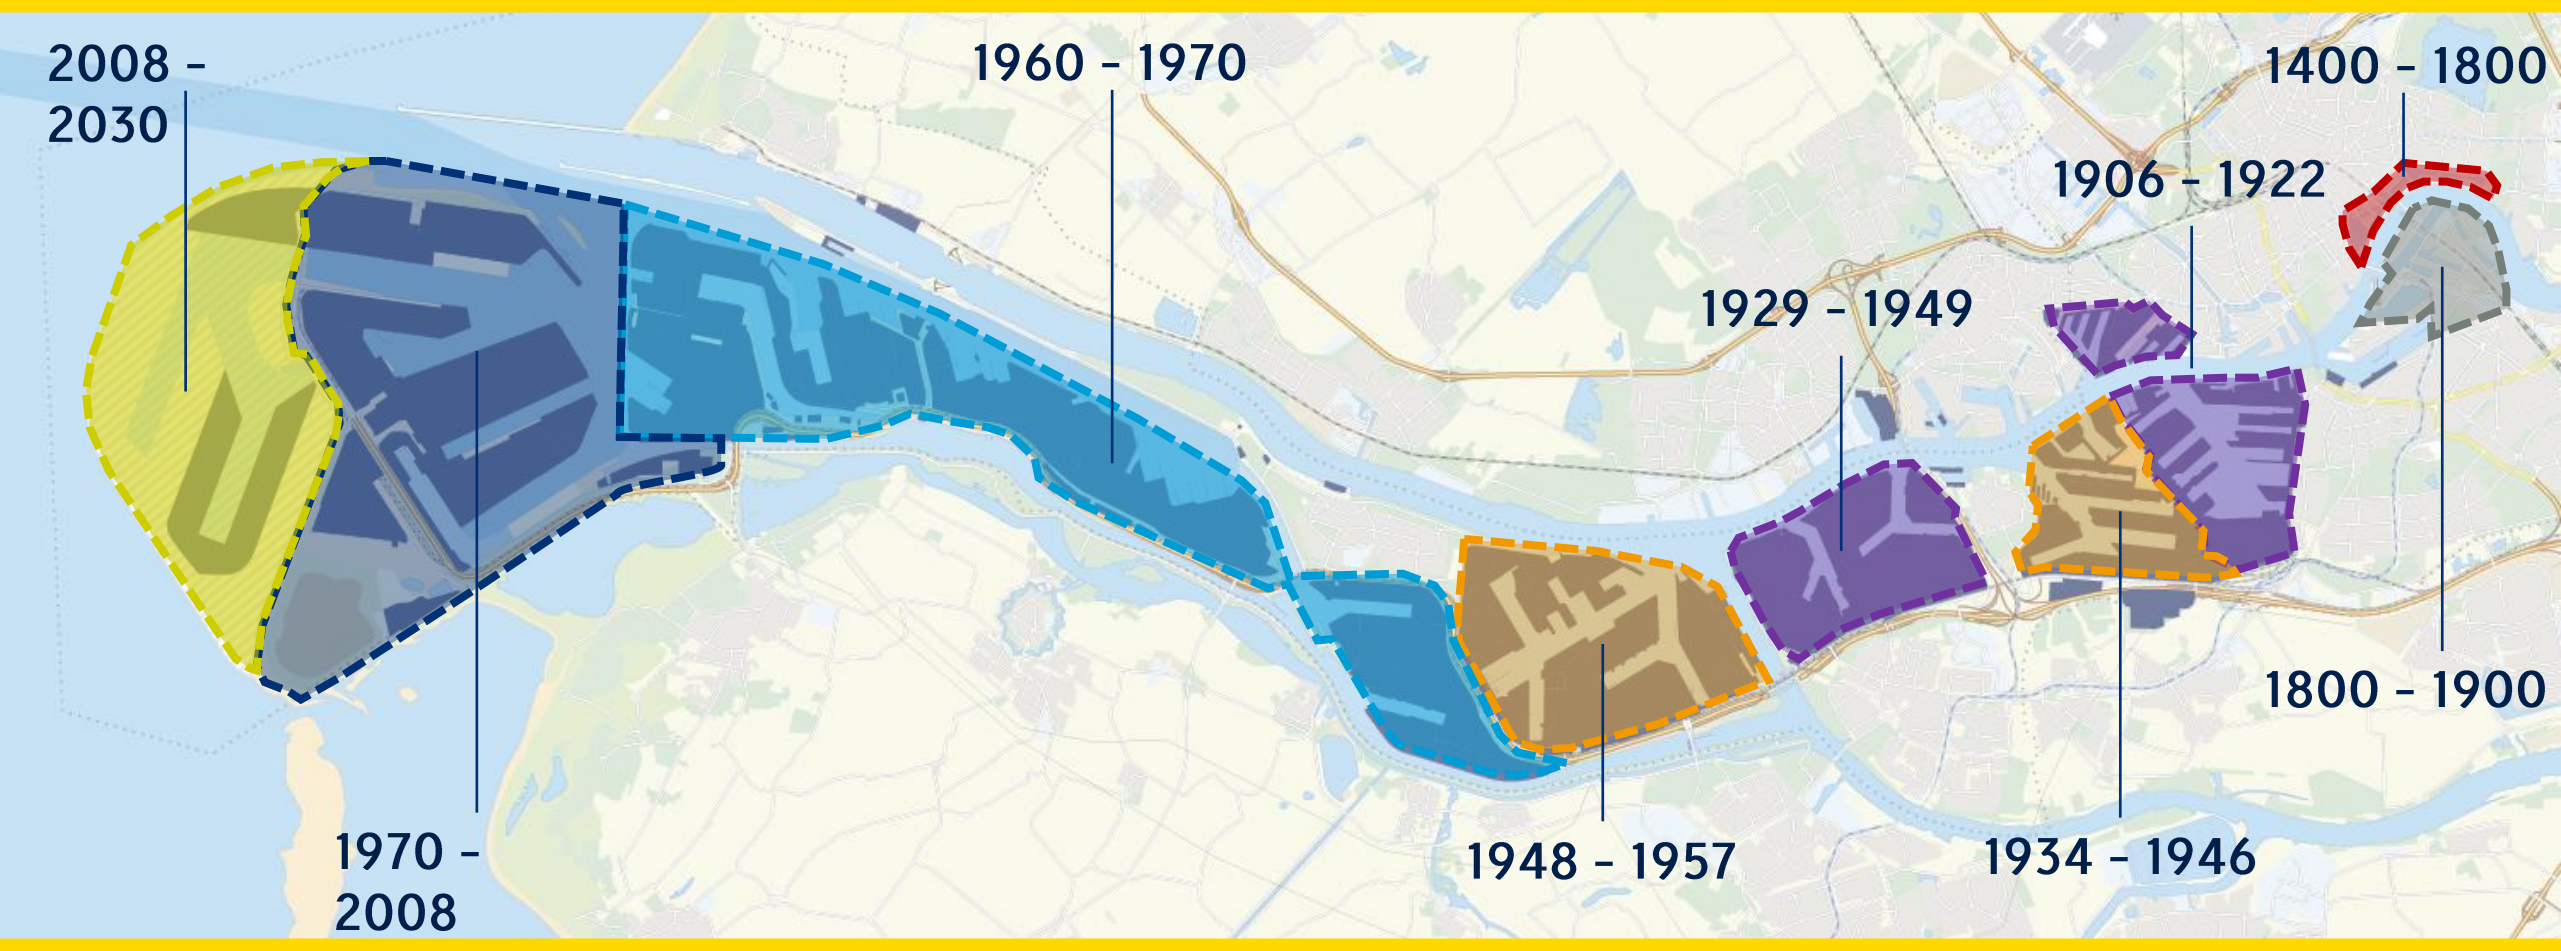 2008 –
2030
1960 – 1970
1400 – 1800
1906 – 1922
1929 – 1949
1800 – 1900
1970 –
2008
1948 – 1957
1934 – 1946